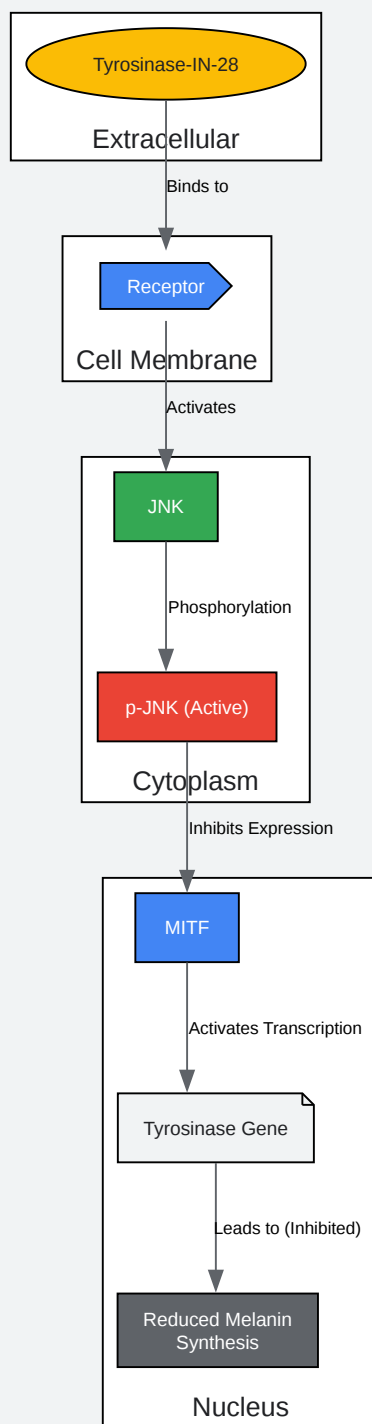 Tyrosinase-IN-28
Extracellular
Binds to
Receptor
Cell Membrane
Activates
JNK
Phosphorylation
p-JNK (Active)
Cytoplasm
Inhibits Expression
MITF
Activates Transcription
Tyrosinase Gene
Leads to (Inhibited)
Reduced Melanin
Synthesis
Nucleus